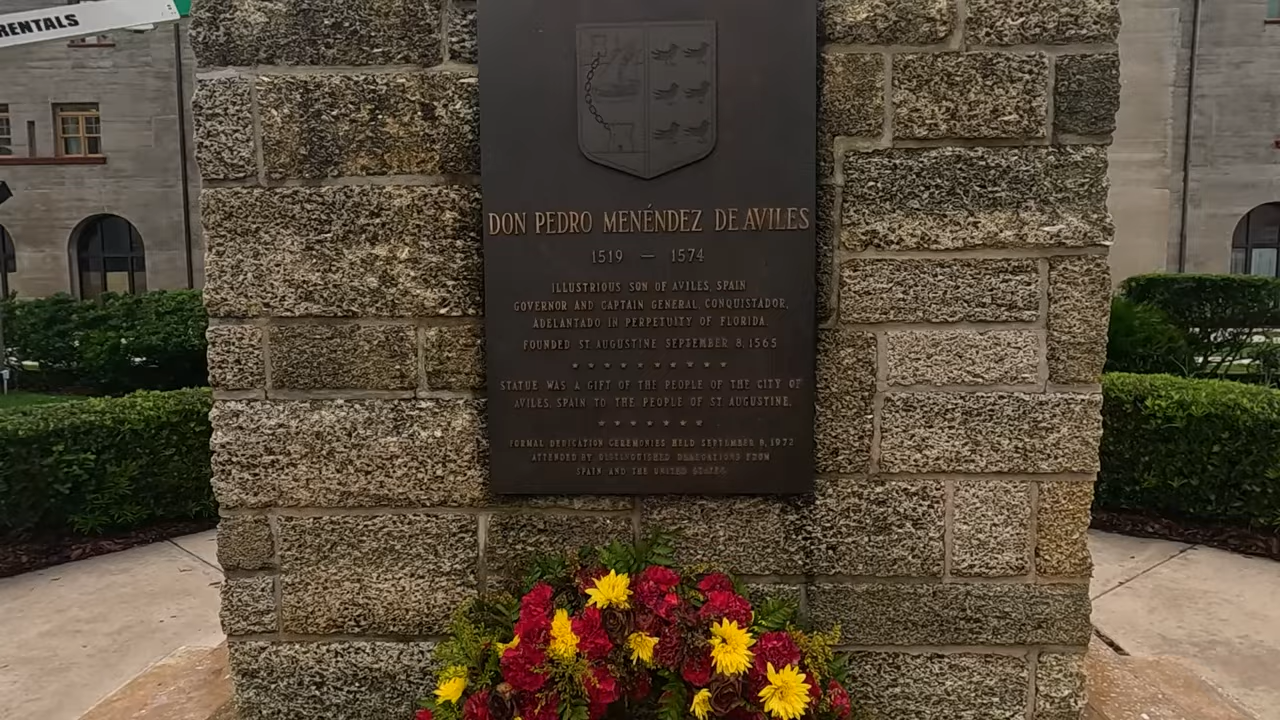 RENTALS
DON PEDRO MENÉNDEZ DE AVILES
1519 — 1574
ILLUSTRIOUS SON OF AVILES, SPAIN
GOVERNOR AND CAPTAIN GENERAL, CONQUISTADOR,
ADELANTADO IN PERPETUITY OF FLORIDA.
FOUNDED ST AUGUSTINE SEPTEMBER 8, 1565
* * * * * * * * * *
STATUE WAS A GIFT OF THE PEOPLE OF THE CITY OF
AVILES, SPAIN TO THE PEOPLE OF ST AUGUSTINE.
* * * * * * *
FORMAL DEDICATION CEREMONIES HELD SEPTEMBER 8, 1972
ATTENDED BY DISTINGUISHED DELEGATIONS FROM
SPAIN AND THE UNITED STATES